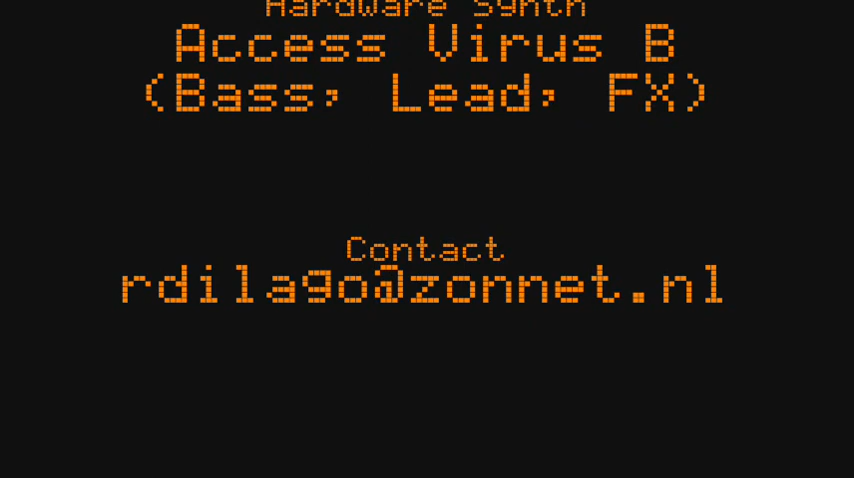 Hardware Synth
Access Virus B
(Bass, Lead, FX)
Contact
rdilago@zonnet.nl